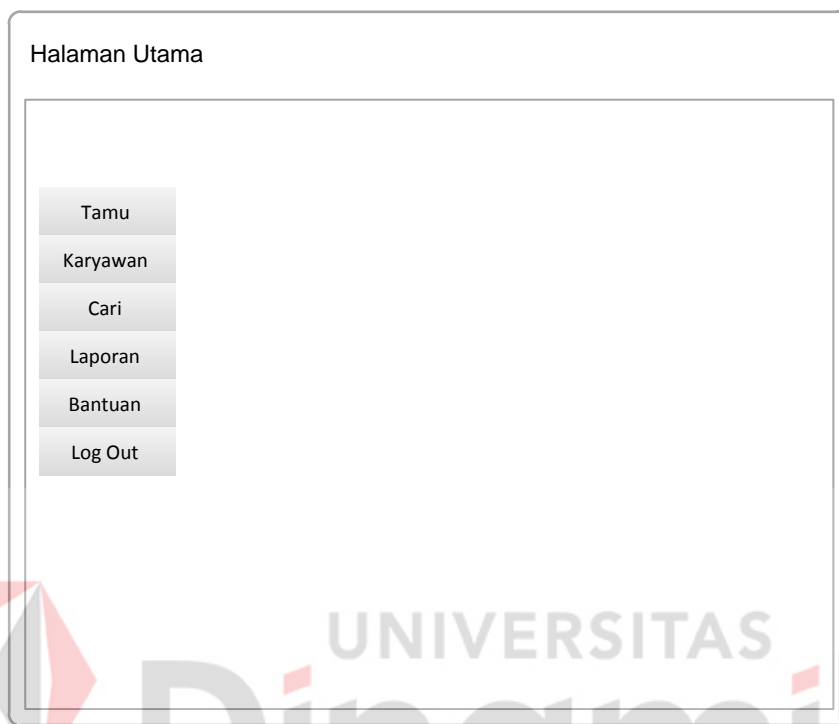 Halaman Utama
Tamu
Karyawan
Cari
Laporan
Bantuan
Log Out
UNIVERSITAS